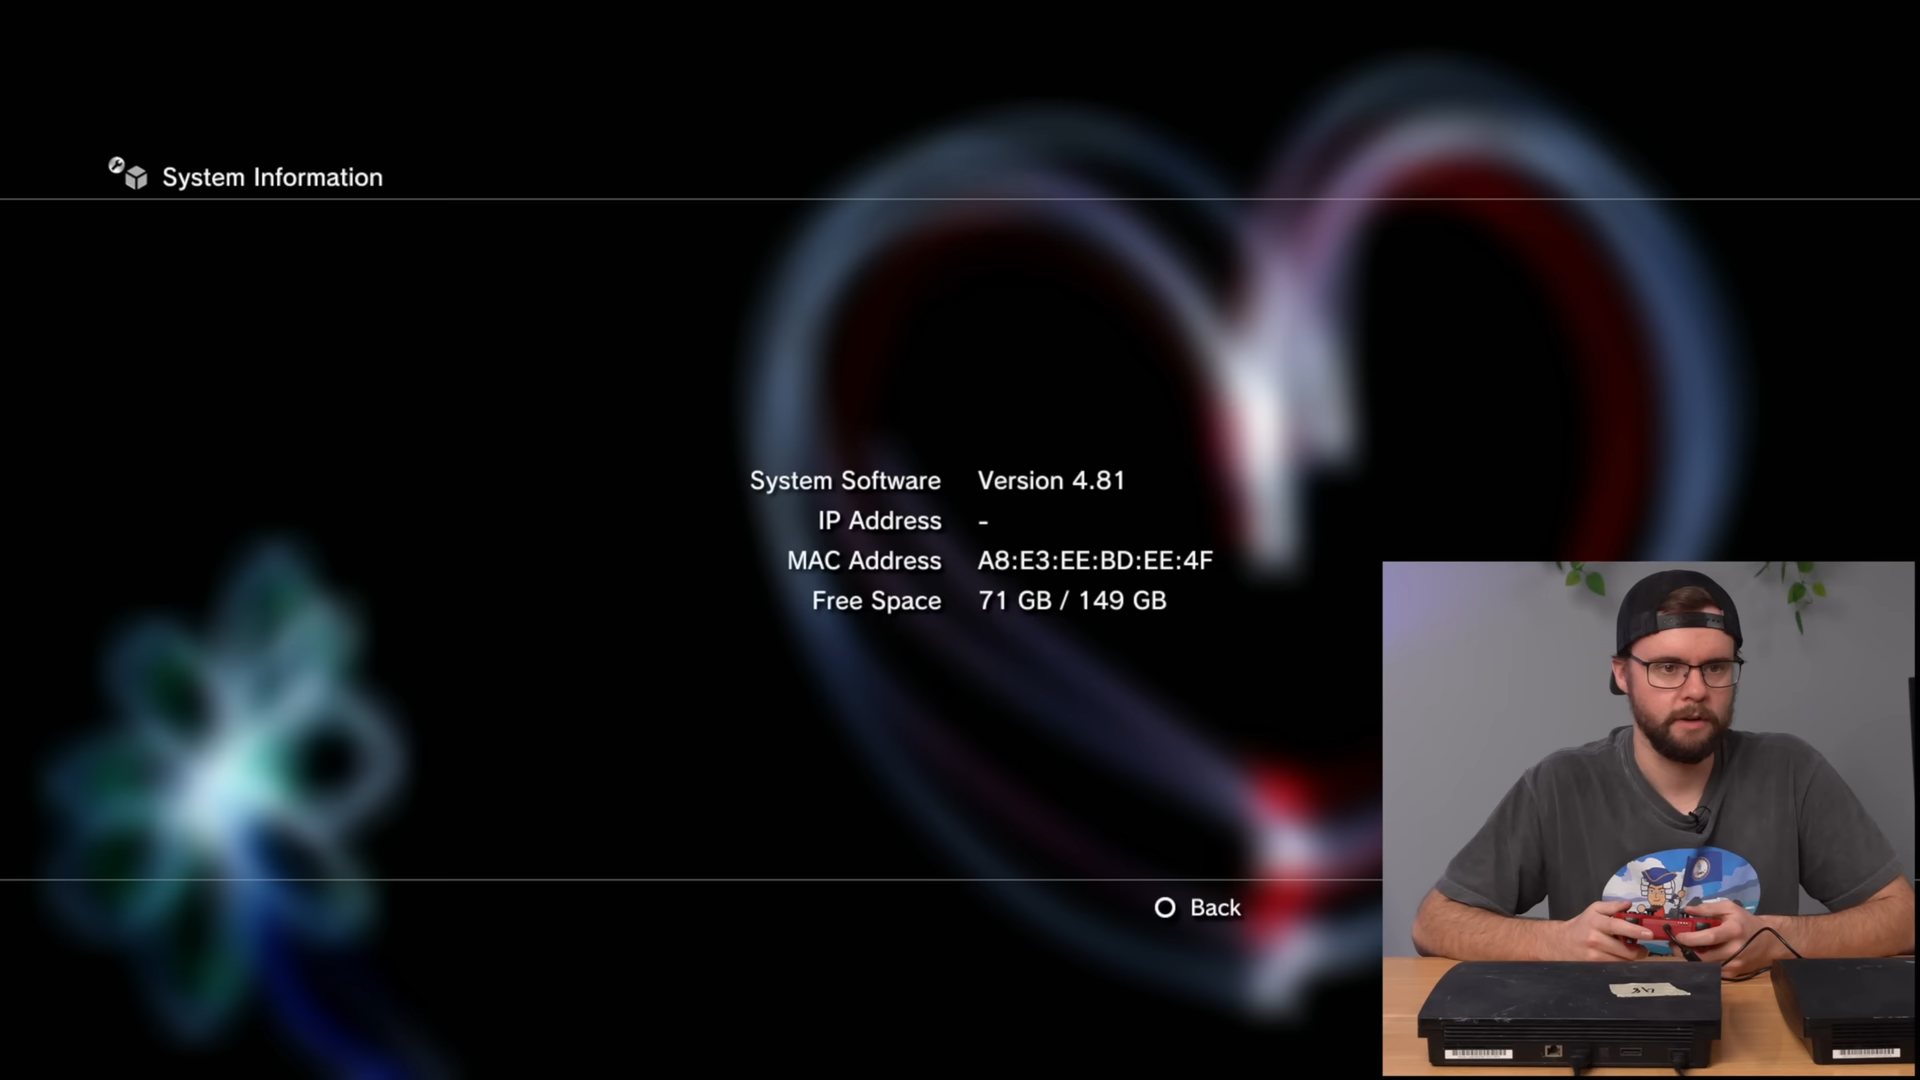 System Information
System Software Version 4.81
IP Address -
MAC Address A8:E3:EE:BD:EE:4F
Free Space 71 GB / 149 GB
Back